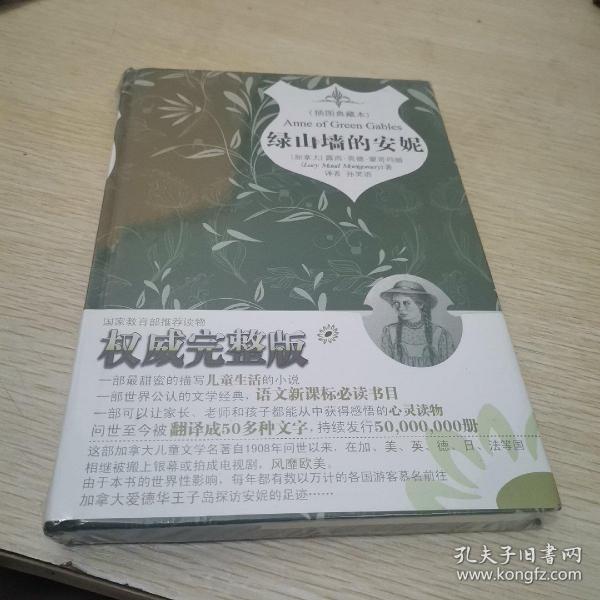 (插图典藏本)
Anne of Green Gables
绿山墙的安妮
(加拿大)露西·莫德·蒙哥玛丽
(Lucy Maud Montgomery)著
译者 孙笑语
国家教育部推荐读物
权威完整版
一部最甜蜜的描写儿童生活的小说
一部世界公认的文学经典,语文新课标必读书目
一部可以让家长、老师和孩子都能从中获得感悟的心灵读物
问世至今被翻译成50多种文字,持续发行50,000,000册
这部加拿大儿童文学名著自1908年问世以来,在加、美、英、德、日、法等国
相继被搬上银幕或拍成电视剧,风靡欧美。
由于本书的世界性影响,每年都有数以万计的各国游客慕名前往
加拿大爱德华王子岛探访安妮的足迹……
孔夫子旧书网
www.kongfz.com